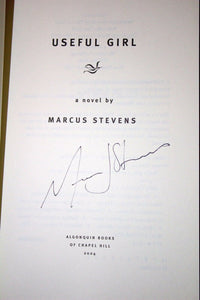 USEFUL GIRL
a novel by
MARCUS STEVENS
ALGONQUIN BOOKS
OF CHAPEL HILL
2004